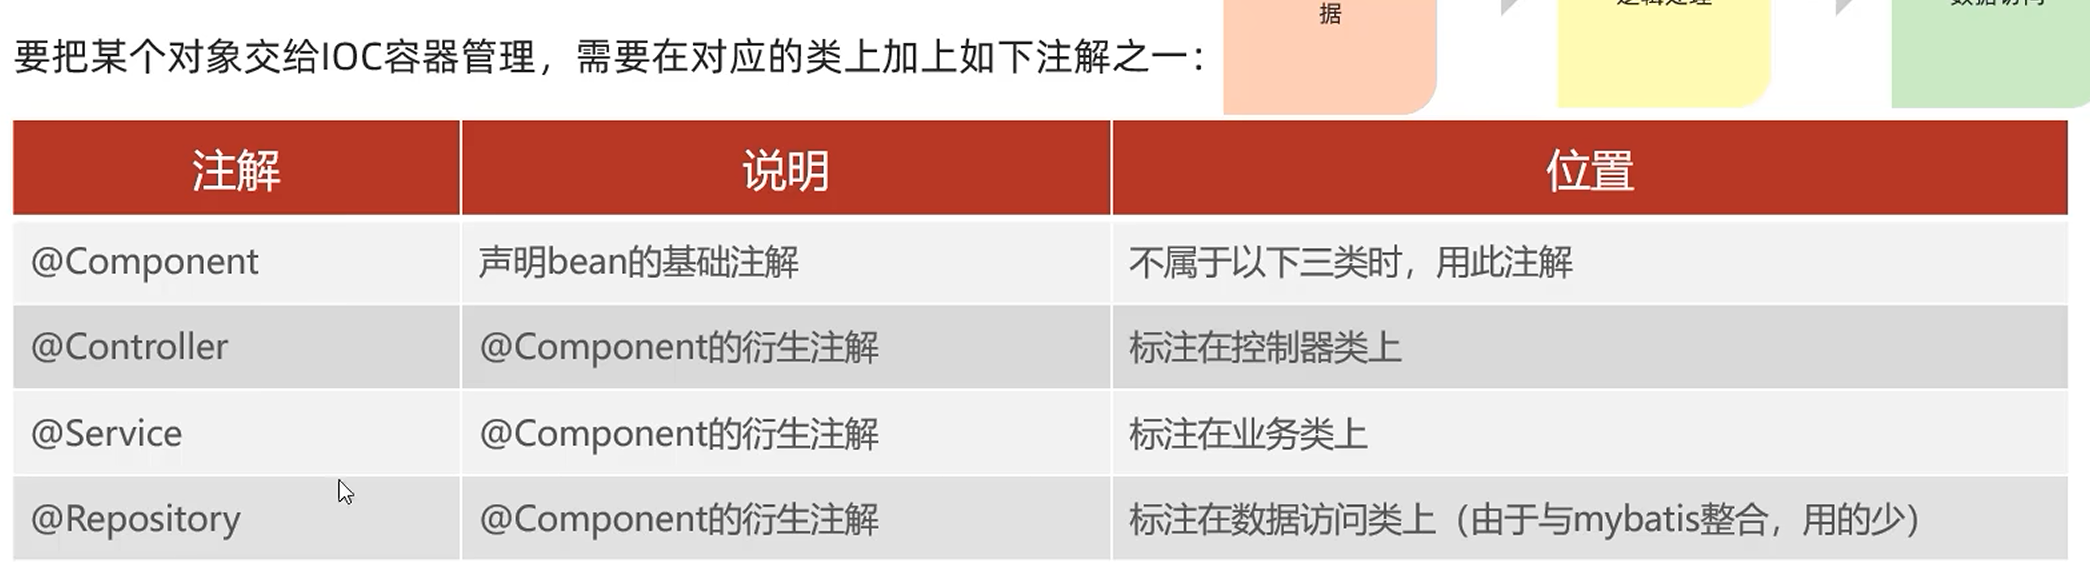 据
要把某个对象交给IOC容器管理，需要在对应的类上加上如下注解之一：
注解 说明 位置
@Component 声明bean的基础注解 不属于以下三类时，用此注解
@Controller @Component的衍生注解 标注在控制器类上
@Service @Component的衍生注解 标注在业务类上
@Repository @Component的衍生注解 标注在数据访问类上（由于与mybatis整合，用的少）